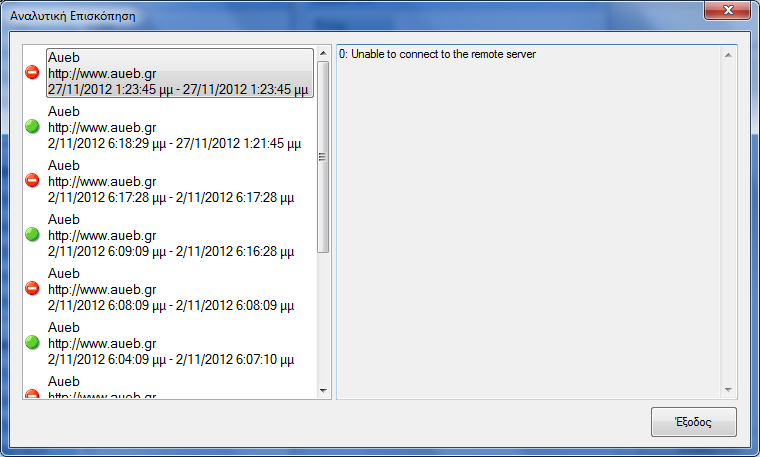 Αναλυτική Επισκόπηση
Aueb
http://www.aueb.gr
27/11/2012 1:23:45 μμ - 27/11/2012 1:23:45 μμ
Aueb
http://www.aueb.gr
2/11/2012 6:18:29 μμ - 27/11/2012 1:21:45 μμ
Aueb
http://www.aueb.gr
2/11/2012 6:17:28 μμ - 2/11/2012 6:17:28 μμ
Aueb
http://www.aueb.gr
2/11/2012 6:09:09 μμ - 2/11/2012 6:16:28 μμ
Aueb
http://www.aueb.gr
2/11/2012 6:08:09 μμ - 2/11/2012 6:08:09 μμ
Aueb
http://www.aueb.gr
2/11/2012 6:04:09 μμ - 2/11/2012 6:07:10 μμ
Aueb
http://www.aueb.gr
0: Unable to connect to the remote server
Έξοδος